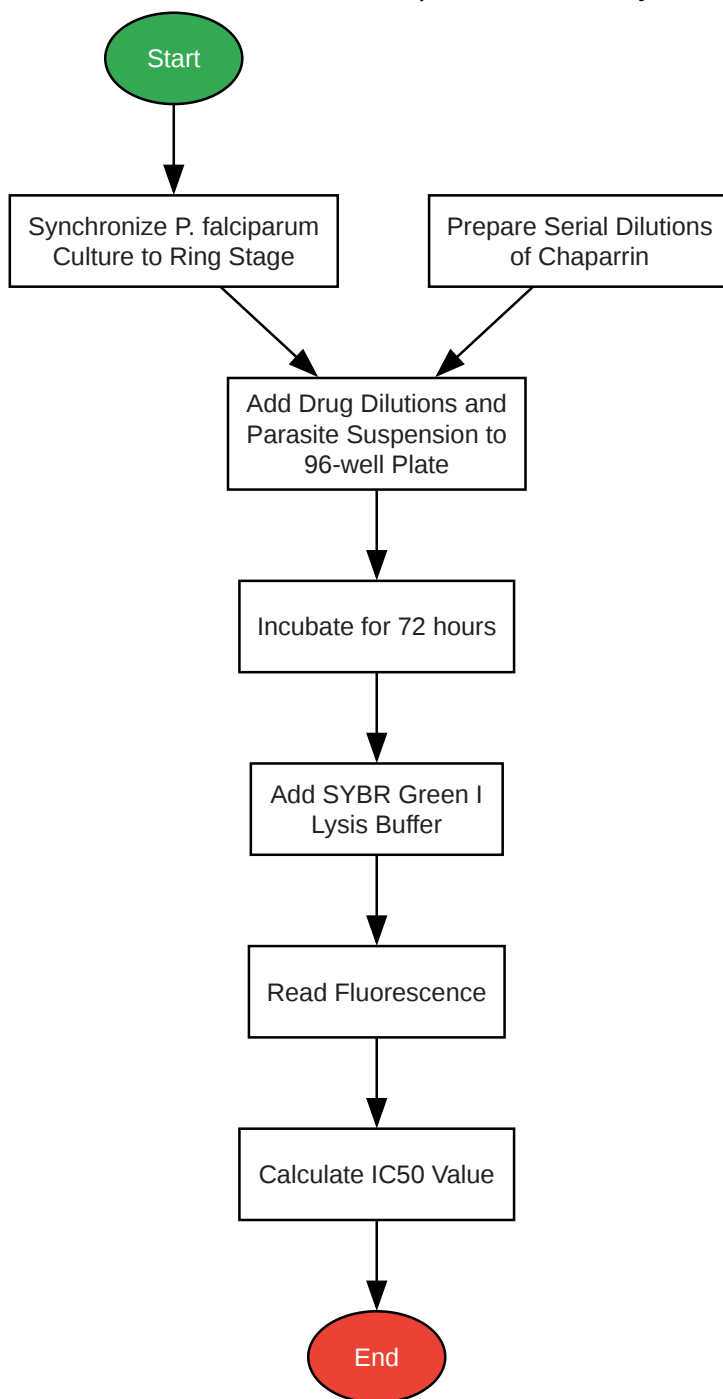 Start
Synchronize P. falciparum
Culture to Ring Stage
Prepare Serial Dilutions
of Chaparrin
Add Drug Dilutions and
Parasite Suspension to
96-well Plate
Incubate for 72 hours
Add SYBR Green I
Lysis Buffer
Read Fluorescence
Calculate IC50 Value
End